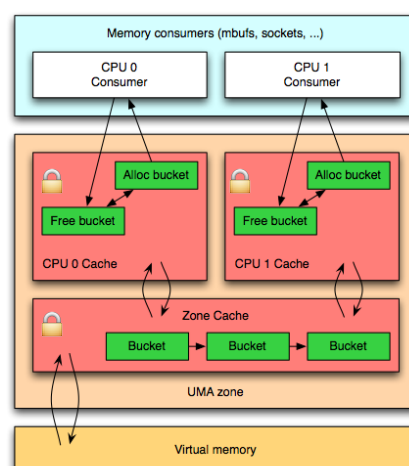 Memory consumers (mbufs, sockets, ...)
CPU 0
Consumer
CPU 1
Consumer
Alloc bucket
Free bucket
CPU 0 Cache
Alloc bucket
Free bucket
CPU 1 Cache
Zone Cache
Bucket
Bucket
Bucket
UMA zone
Virtual memory